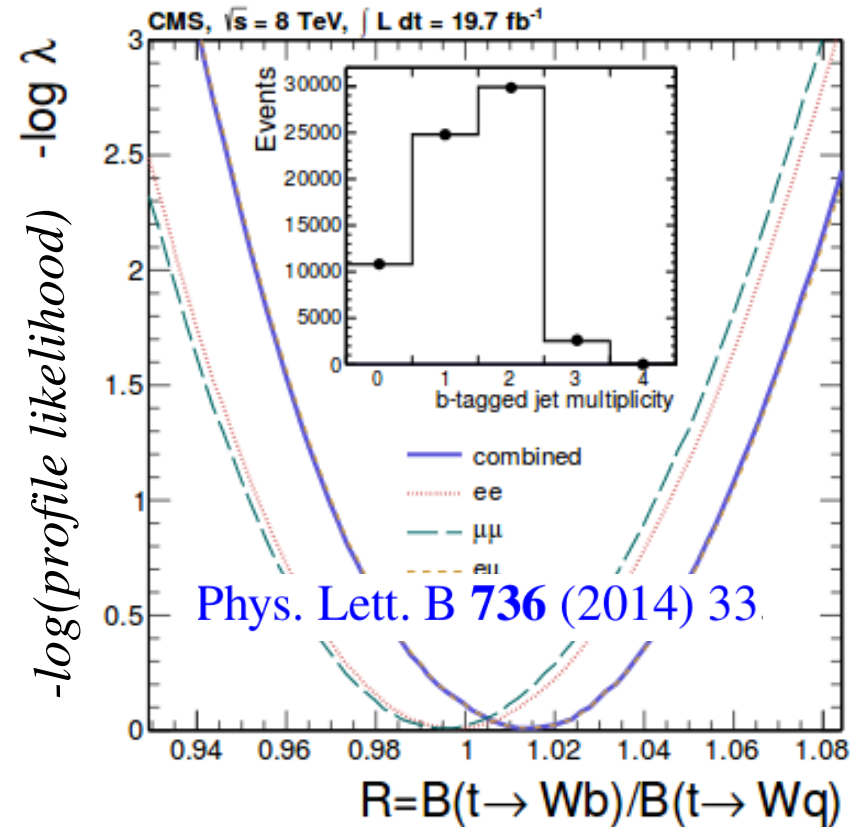 CMS, √s = 8 TeV, ∫ L dt = 19.7 fb⁻¹
-log λ
-log(profile likelihood)
3
2.5
2
1.5
1
0.5
0
Events
30000
25000
20000
15000
10000
5000
0
0 1 2 3 4
b-tagged jet multiplicity
combined
ee
μμ
eμ
Phys. Lett. B 736 (2014) 33.
0.94 0.96 0.98 1 1.02 1.04 1.06 1.08
R=B(t→ Wb)/B(t→ Wq)